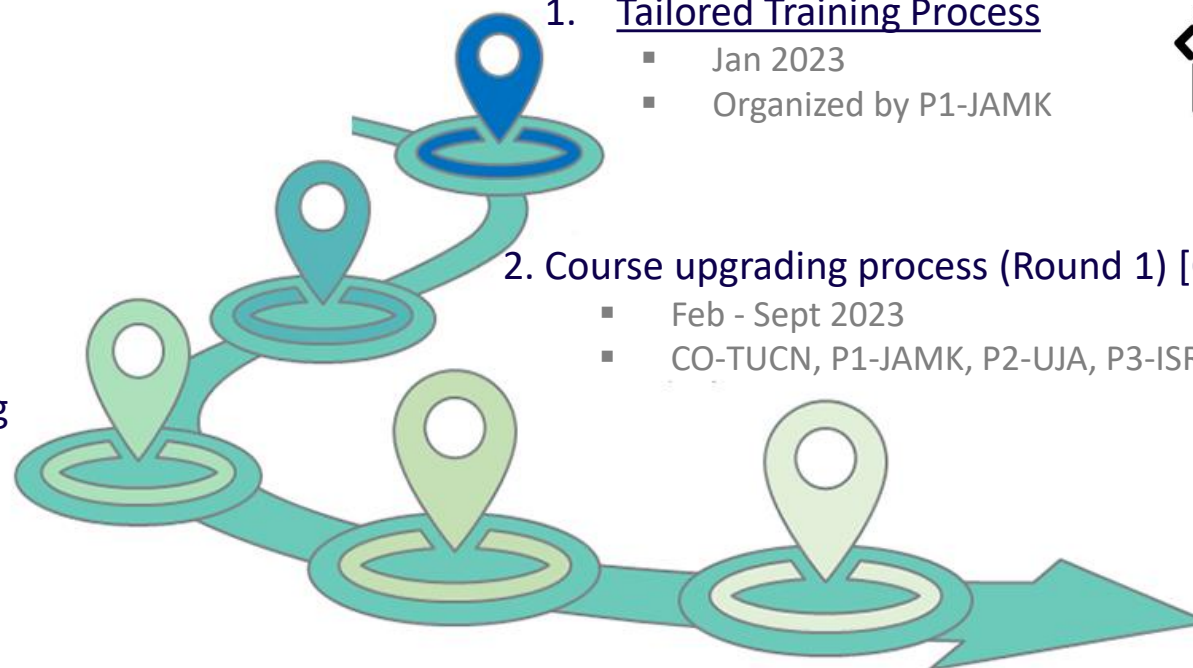 1. Tailored Training Process
▪ Jan 2023
▪ Organized by P1-JAMK
2. Course upgrading process (Round 1) [
▪ Feb - Sept 2023
▪ CO-TUCN, P1-JAMK, P2-UJA, P3-ISR
g